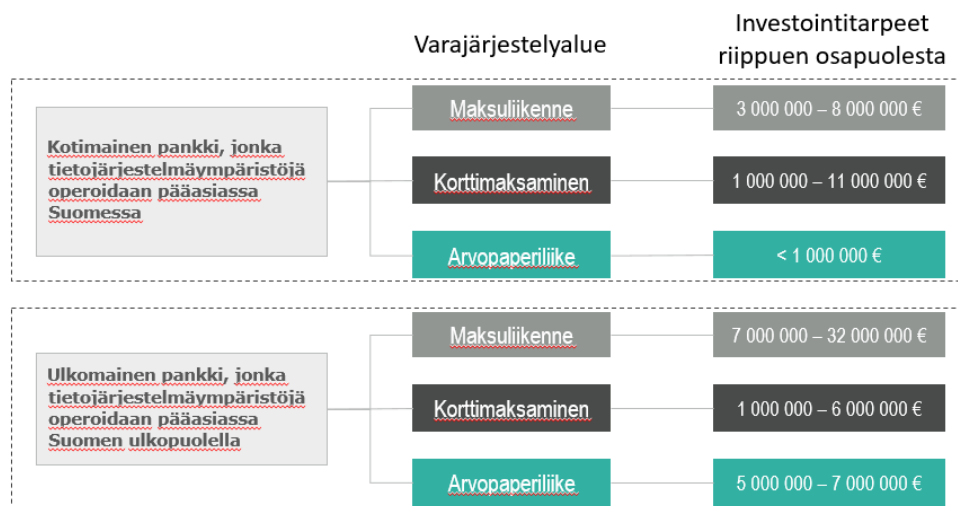 Varajärjestelyalue
Investointitarpeet
riippuen osapuolesta
Kotimainen pankki, jonka
tietojärjestelmäympäristöjä
operoidaan pääasiassa
Suomessa
Maksuliikenne
3 000 000 – 8 000 000 €
Korttimaksaminen
1 000 000 – 11 000 000 €
Arvopaperiliike
< 1 000 000 €
Ulkomainen pankki, jonka
tietojärjestelmäympäristöjä
operoidaan pääasiassa
Suomen ulkopuolella
Maksuliikenne
7 000 000 – 32 000 000 €
Korttimaksaminen
1 000 000 – 6 000 000 €
Arvopaperiliike
5 000 000 – 7 000 000 €